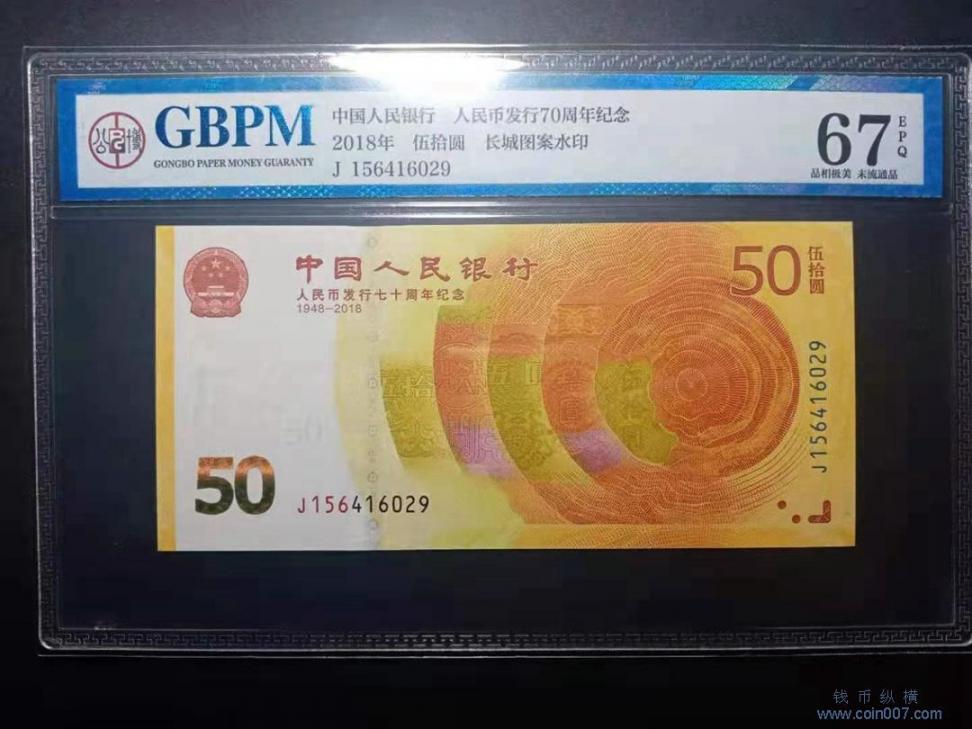 GBPM
GONGBO PAPER MONEY GUARANTY
中国人民银行 人民币发行70周年纪念
2018年 伍拾圆 长城图案水印
J 156416029
67
EPQ
品相极美 未流通品
中国人民银行
人民币发行七十周年纪念
1948-2018
50
伍拾圆
J156416029
50
J156416029
钱币纵横
www.coin007.com